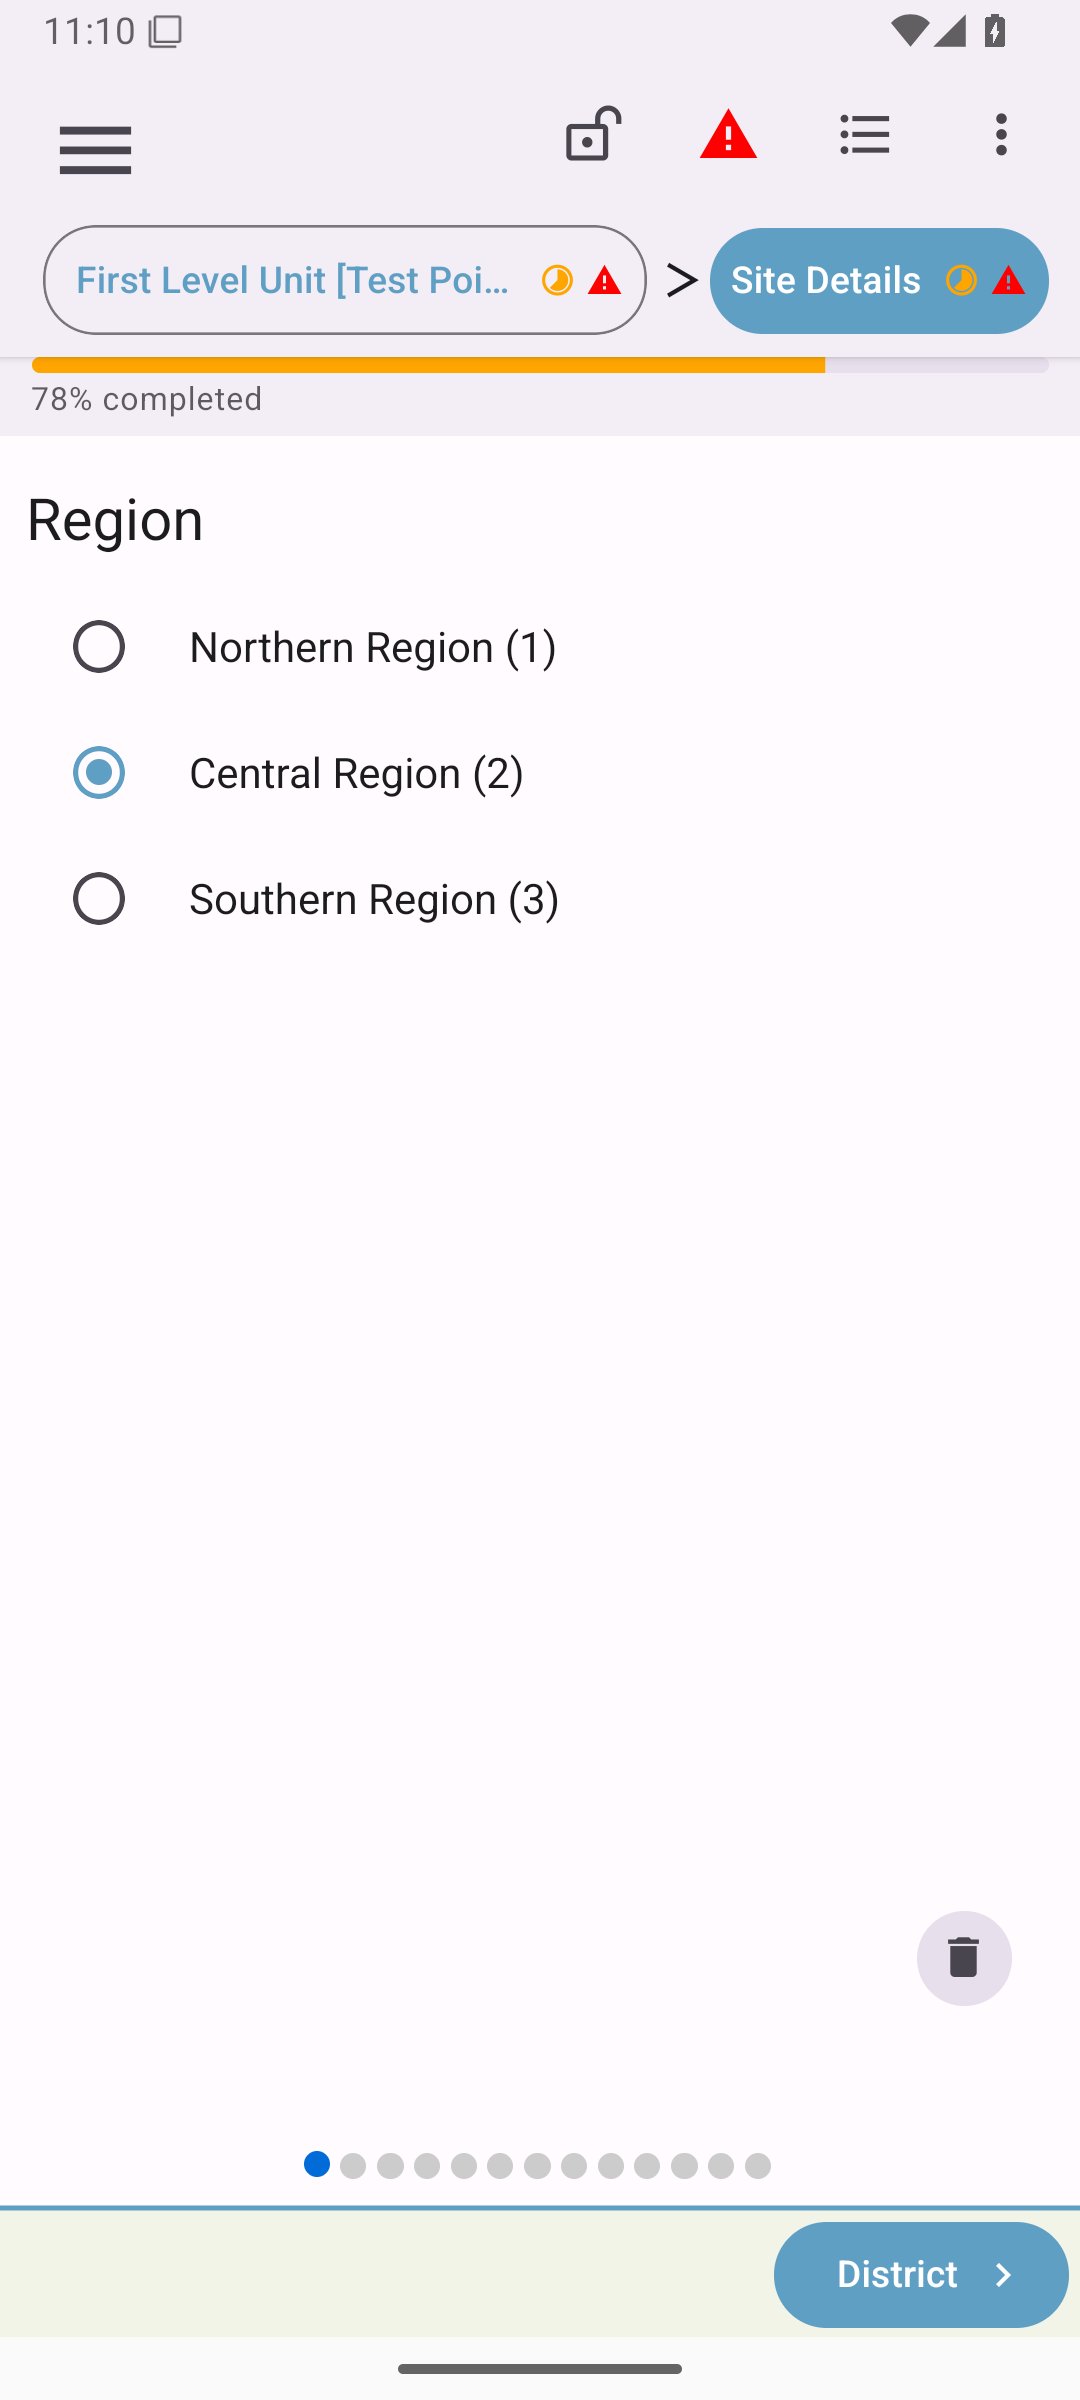 11:10
First Level Unit [Test Poi...
>
Site Details
78% completed
Region
Northern Region (1)
Central Region (2)
Southern Region (3)
District